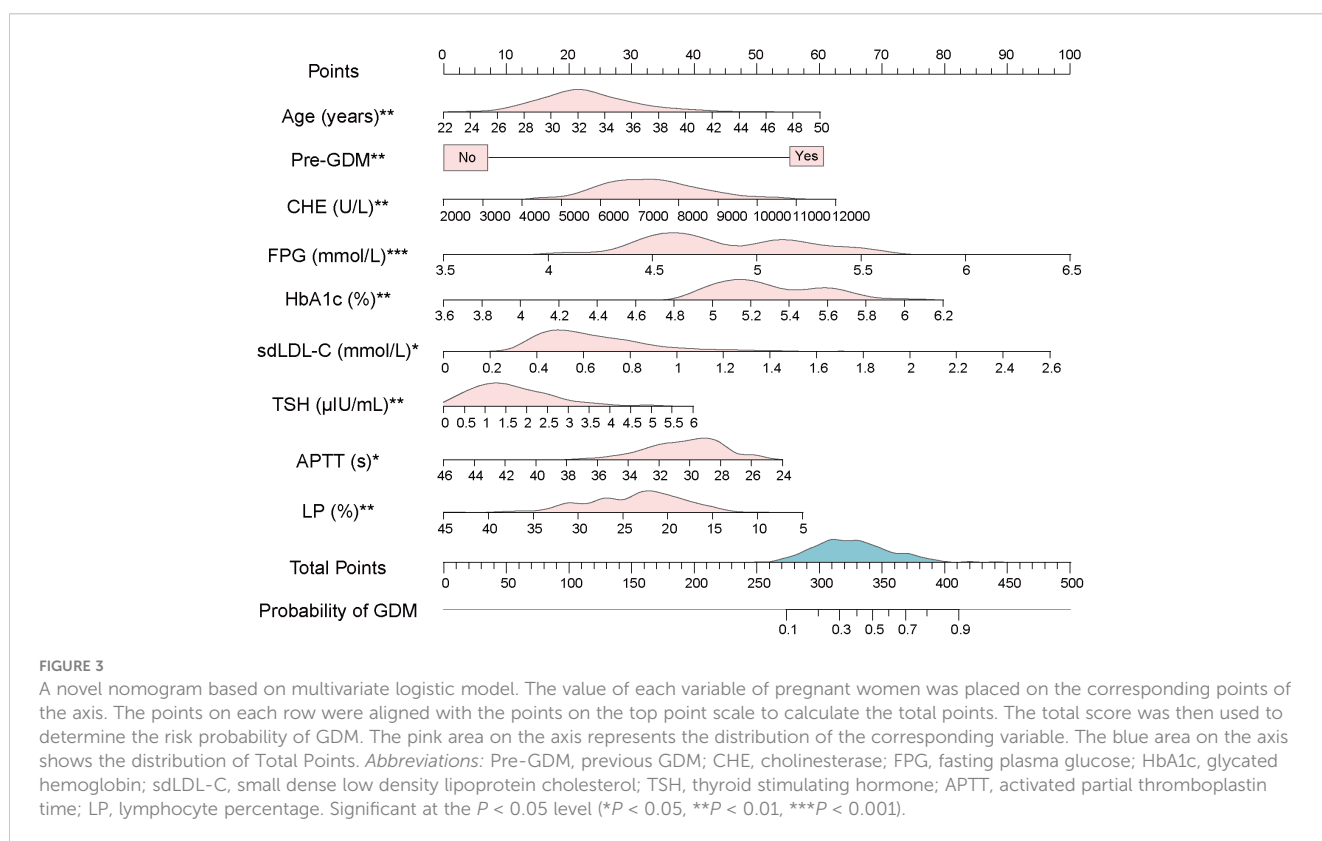 0 10 20 30 40 50 60 70 80 90 100
Points
Age (years)**
22 24 26 28 30 32 34 36 38 40 42 44 46 48 50
Pre-GDM**
No
Yes
CHE (U/L)**
2000 3000 4000 5000 6000 7000 8000 9000 10000 11000 12000
FPG (mmol/L)***
3.5 4 4.5 5 5.5 6 6.5
HbA1c (%)**
3.6 3.8 4 4.2 4.4 4.6 4.8 5 5.2 5.4 5.6 5.8 6 6.2
sdLDL-C (mmol/L)*
0 0.2 0.4 0.6 0.8 1 1.2 1.4 1.6 1.8 2 2.2 2.4 2.6
TSH (μIU/mL)**
0 0.5 1 1.5 2 2.5 3 3.5 4 4.5 5 5.5 6
APTT (s)*
46 44 42 40 38 36 34 32 30 28 26 24
LP (%)**
45 40 35 30 25 20 15 10 5
Total Points
0 50 100 150 200 250 300 350 400 450 500
Probability of GDM
0.1 0.3 0.5 0.7 0.9
FIGURE 3
A novel nomogram based on multivariate logistic model. The value of each variable of pregnant women was placed on the corresponding points of
the axis. The points on each row were aligned with the points on the top point scale to calculate the total points. The total score was then used to
determine the risk probability of GDM. The pink area on the axis represents the distribution of the corresponding variable. The blue area on the axis
shows the distribution of Total Points. Abbreviations: Pre-GDM, previous GDM; CHE, cholinesterase; FPG, fasting plasma glucose; HbA1c, glycated
hemoglobin; sdLDL-C, small dense low density lipoprotein cholesterol; TSH, thyroid stimulating hormone; APTT, activated partial thromboplastin
time; LP, lymphocyte percentage. Significant at the P < 0.05 level (*P < 0.05, **P < 0.01, ***P < 0.001).